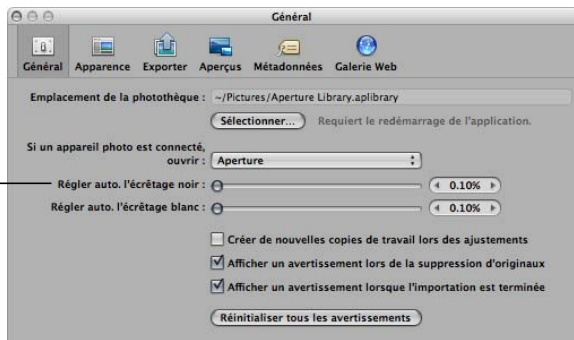 Général
Général Apparence Exporter Aperçus Métadonnées Galerie Web
Emplacement de la photothèque : ~/Pictures/Aperture Library.aplibrary
Sélectionner... Requiert le redémarrage de l'application.
Si un appareil photo est connecté,
ouvrir : Aperture
Régler auto. l'écrêtage noir : 0.10%
Régler auto. l'écrêtage blanc : 0.10%
Créer de nouvelles copies de travail lors des ajustements
Afficher un avertissement lors de la suppression d'originaux
Afficher un avertissement lorsque l'importation est terminée
Réinitialiser tous les avertissements